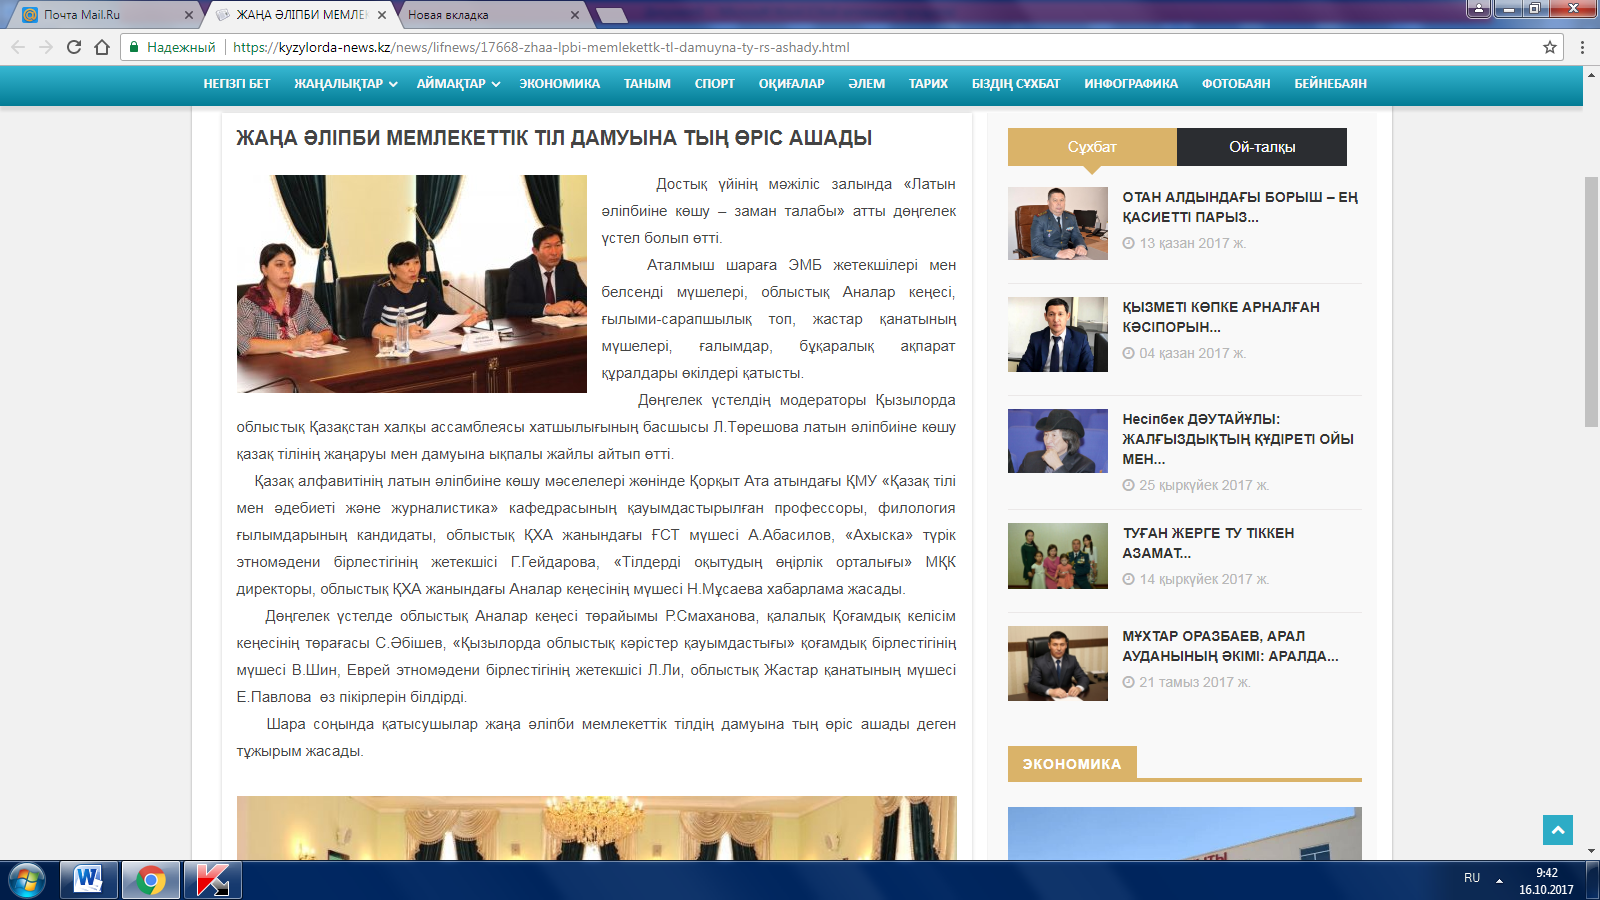 Почта Mail.Ru
ЖАҢА ӘЛІПБИ МЕМЛЕК
Новая вкладка
Надежный
https://kyzylorda-news.kz/news/lifnews/17668-zhaa-lpbi-memlekettk-tl-damuyna-ty-rs-ashady.html
НЕГІЗГІ БЕТ ЖАҢАЛЫҚТАР АЙМАҚТАР ЭКОНОМИКА ТАНЫМ СПОРТ ОҚИҒАЛАР ӘЛЕМ ТАРИХ БІЗДІҢ СҰХБАТ ИНФОГРАФИКА ФОТОБАЯН БЕЙНЕБАЯН
ЖАҢА ӘЛІПБИ МЕМЛЕКЕТТІК ТІЛ ДАМУЫНА ТЫҢ ӨРІС АШАДЫ
Достық үйінің мәжіліс залында «Латын
әліпбиіне көшу – заман талабы» атты дөңгелек
үстел болып өтті.
Аталмыш шараға ЭМБ жетекшілері мен
белсенді мүшелері, облыстық Аналар кеңесі,
ғылыми-сарапшылық топ, жастар қанатының
мүшелері, ғалымдар, бұқаралық ақпарат
құралдары өкілдері қатысты.
Дөңгелек үстелдің модераторы Қызылорда
облыстық Қазақстан халқы ассамблеясы хатшылығының басшысы Л.Төрешова латын әліпбиіне көшу
қазақ тілінің жаңаруы мен дамуына ықпалы жайлы айтып өтті.
Қазақ алфавитінің латын әліпбиіне көшу мәселелері жөнінде Қорқыт Ата атындағы ҚМУ «Қазақ тілі
мен әдебиеті және журналистика» кафедрасының қауымдастырылған профессоры, филология
ғылымдарының кандидаты, облыстық ҚХА жанындағы ҒСТ мүшесі А.Абасилов, «Ахыска» түрік
этномәдени бірлестігінің жетекшісі Г.Гейдарова, «Тілдерді оқытудың өңірлік орталығы» МҚК
директоры, облыстық ҚХА жанындағы Аналар кеңесінің мүшесі Н.Мұсаева хабарлама жасады.
Дөңгелек үстелде облыстық Аналар кеңесі төрайымы Р.Смаханова, қалалық Қоғамдық келісім
кеңесінің төрағасы С.Әбішев, «Қызылорда облыстық кәрістер қауымдастығы» қоғамдық бірлестігінің
мүшесі В.Шин, Еврей этномәдени бірлестігінің жетекшісі Л.Ли, облыстық Жастар қанатының мүшесі
Е.Павлова өз пікірлерін білдірді.
Шара соңында қатысушылар жаңа әліпби мемлекеттік тілдің дамуына тың өріс ашады деген
тұжырым жасады.
Сұхбат
Ой-талқы
ОТАН АЛДЫНДАҒЫ БОРЫШ – ЕҢ
ҚАСИЕТТІ ПАРЫЗ...
13 қазан 2017 ж.
ҚЫЗМЕТІ КӨПКЕ АРНАЛҒАН
КӘСІПОРЫН...
04 қазан 2017 ж.
Несіпбек ДӘУТАЙҰЛЫ:
ЖАЛҒЫЗДЫҚТЫҢ ҚҰДІРЕТІ ОЙЫ
МЕН...
25 қыркүйек 2017 ж.
ТУҒАН ЖЕРГЕ ТУ ТІККЕН
АЗАМАТ...
14 қыркүйек 2017 ж.
МҰХТАР ОРАЗБАЕВ, АРАЛ
АУДАНЫНЫҢ ӘКІМІ: АРАЛДА...
21 тамыз 2017 ж.
ЭКОНОМИКА
RU
9:42
16.10.2017